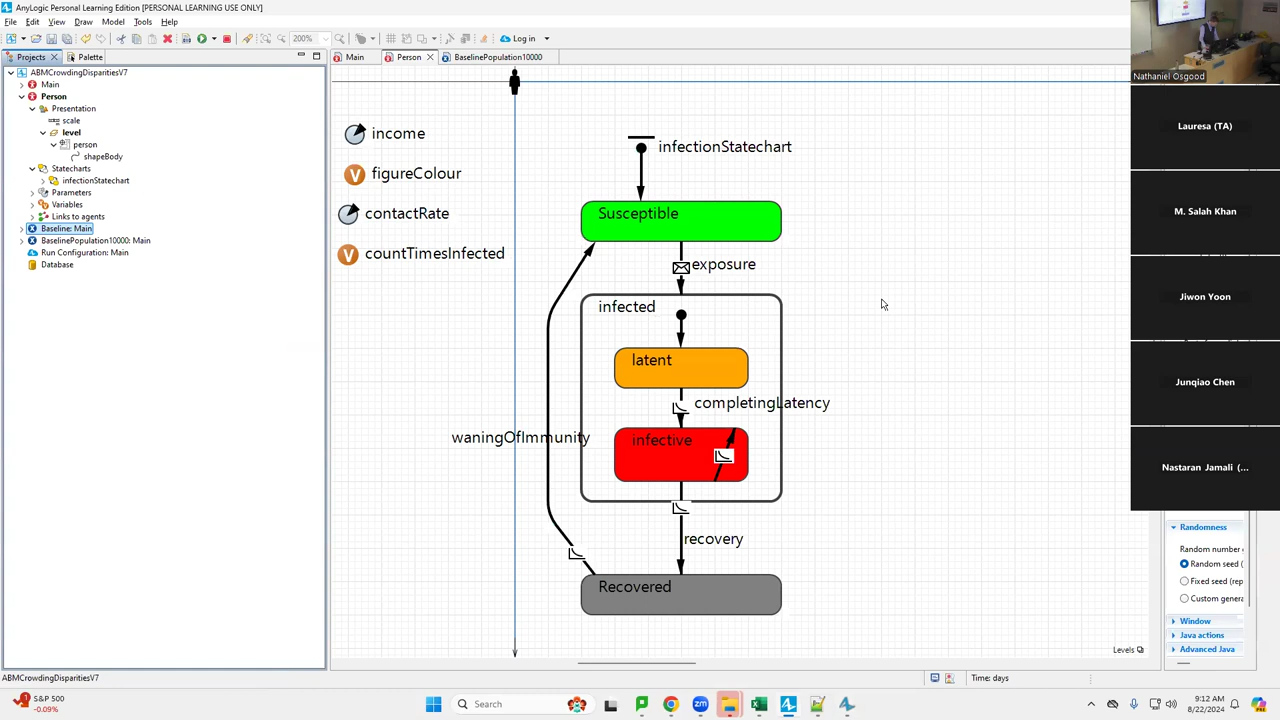 AnyLogic Personal Learning Edition [PERSONAL LEARNING USE ONLY]
File Edit View Draw Model Tools Help
200%
Log in
Projects
Palette
Main
Person
BaselinePopulation10000
ABMCrowdingDisparitiesV7
Main
Person
Presentation
scale
level
person
shapeBody
Statecharts
infectionStatechart
Parameters
Variables
Links to agents
Baseline: Main
BaselinePopulation10000: Main
Run Configuration: Main
Database
income
V figureColour
contactRate
V countTimesInfected
infectionStatechart
Susceptible
exposure
infected
latent
completingLatency
infective
waningOfImmunity
recovery
Recovered
Levels
Nathaniel Osgood
Lauresa (TA)
M. Salah Khan
Jiwon Yoon
Junqiao Chen
Nastaran Jamali (...
Randomness
Random number
Random seed (
Fixed seed (rep
Custom genera
Window
Java actions
Advanced Java
ABMCrowdingDisparitiesV7
Time: days
S&P 500
-0.09%
Search
9:12 AM
8/22/2024